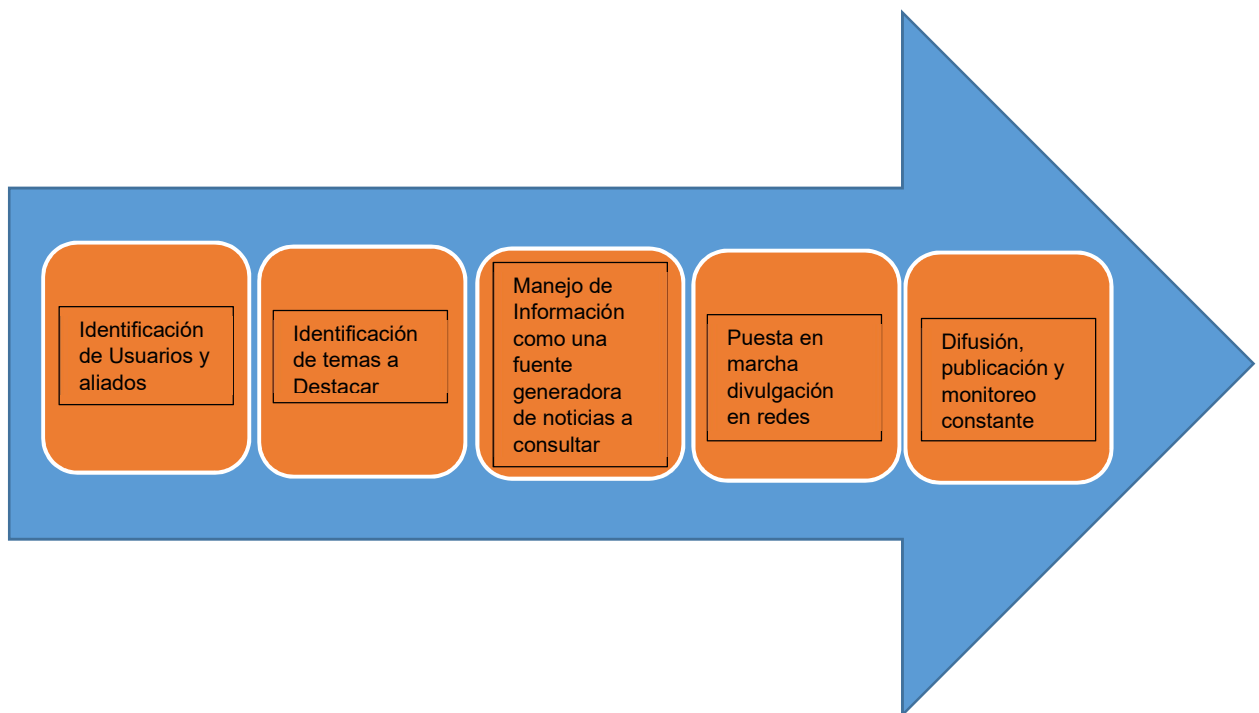 Identificación
de Usuarios y
aliados
Identificación
de temas a
Destacar
Manejo de
Información
como una
fuente
generadora
de noticias a
consultar
Puesta en
marcha
divulgación
en redes
Difusión,
publicación y
monitoreo
constante